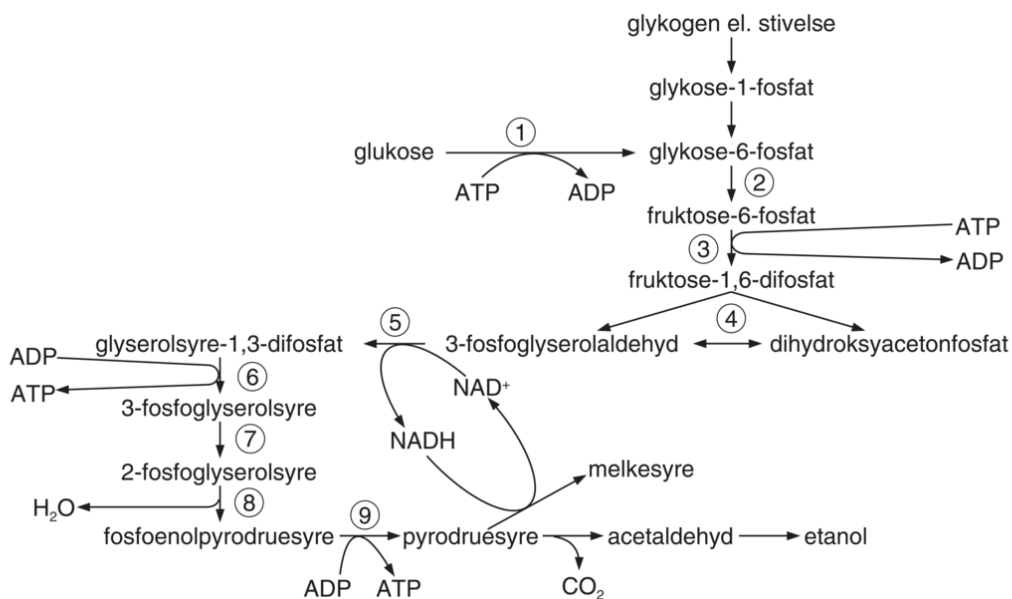 glykogen el. stivelse
glykose-1-fosfat
1
glukose
glykose-6-fosfat
ATP
ADP
2
fruktose-6-fosfat
ATP
3
ADP
fruktose-1,6-difosfat
4
5
glyserolsyre-1,3-difosfat
3-fosfoglyserolaldehyd
dihydroksyacetonfosfat
ADP
ATP
6
NAD⁺
3-fosfoglyserolsyre
7
NADH
2-fosfoglyserolsyre
melkesyre
H₂O
8
9
fosfoenolpyrodruesyre
pyrodruesyre
acetaldehyd
etanol
ADP
ATP
CO₂